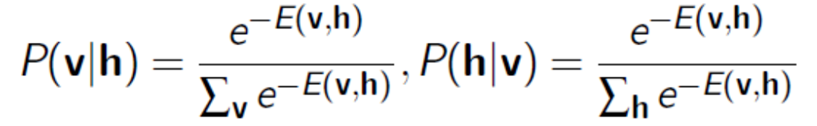 P(v|h) = e^{-E(v,h)} / ∑_v e^{-E(v,h)}, P(h|v) = e^{-E(v,h)} / ∑_h e^{-E(v,h)}